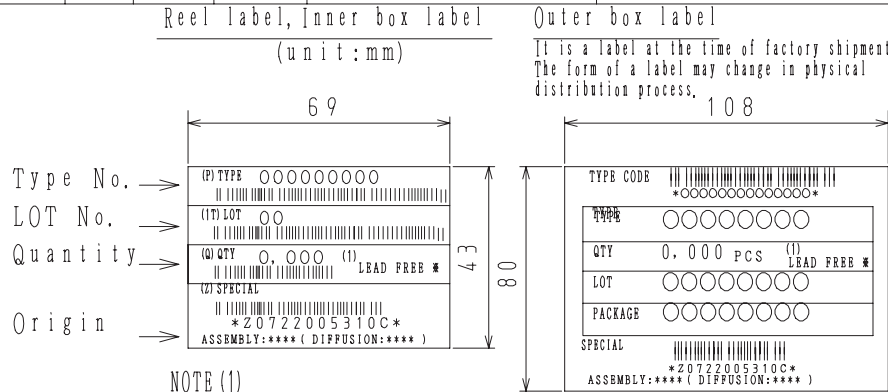 Reel label, Inner box label
(unit:mm)
Outer box label
It is a label at the time of factory shipment
The form of a label may change in physical
distribution process.
69
108
Type No.
LOT No.
Quantity
Origin
(P) TYPE OOOOOOOOO
(1T) LOT OO
(Q) QTY O, OOO (1) LEAD FREE *
(Z) SPECIAL
*Z0722005310C*
ASSEMBLY:**** ( DIFFUSION:**** )
43
80
TYPE CODE
*OOOOOOOOOOOOO*
TYPE OOOOOOOO
QTY O, OOO PCS (1) LEAD FREE *
LOT OOOOOOOO
PACKAGE OOOOOOOO
SPECIAL
*Z0722005310C*
ASSEMBLY:**** ( DIFFUSION:**** )
NOTE (1)